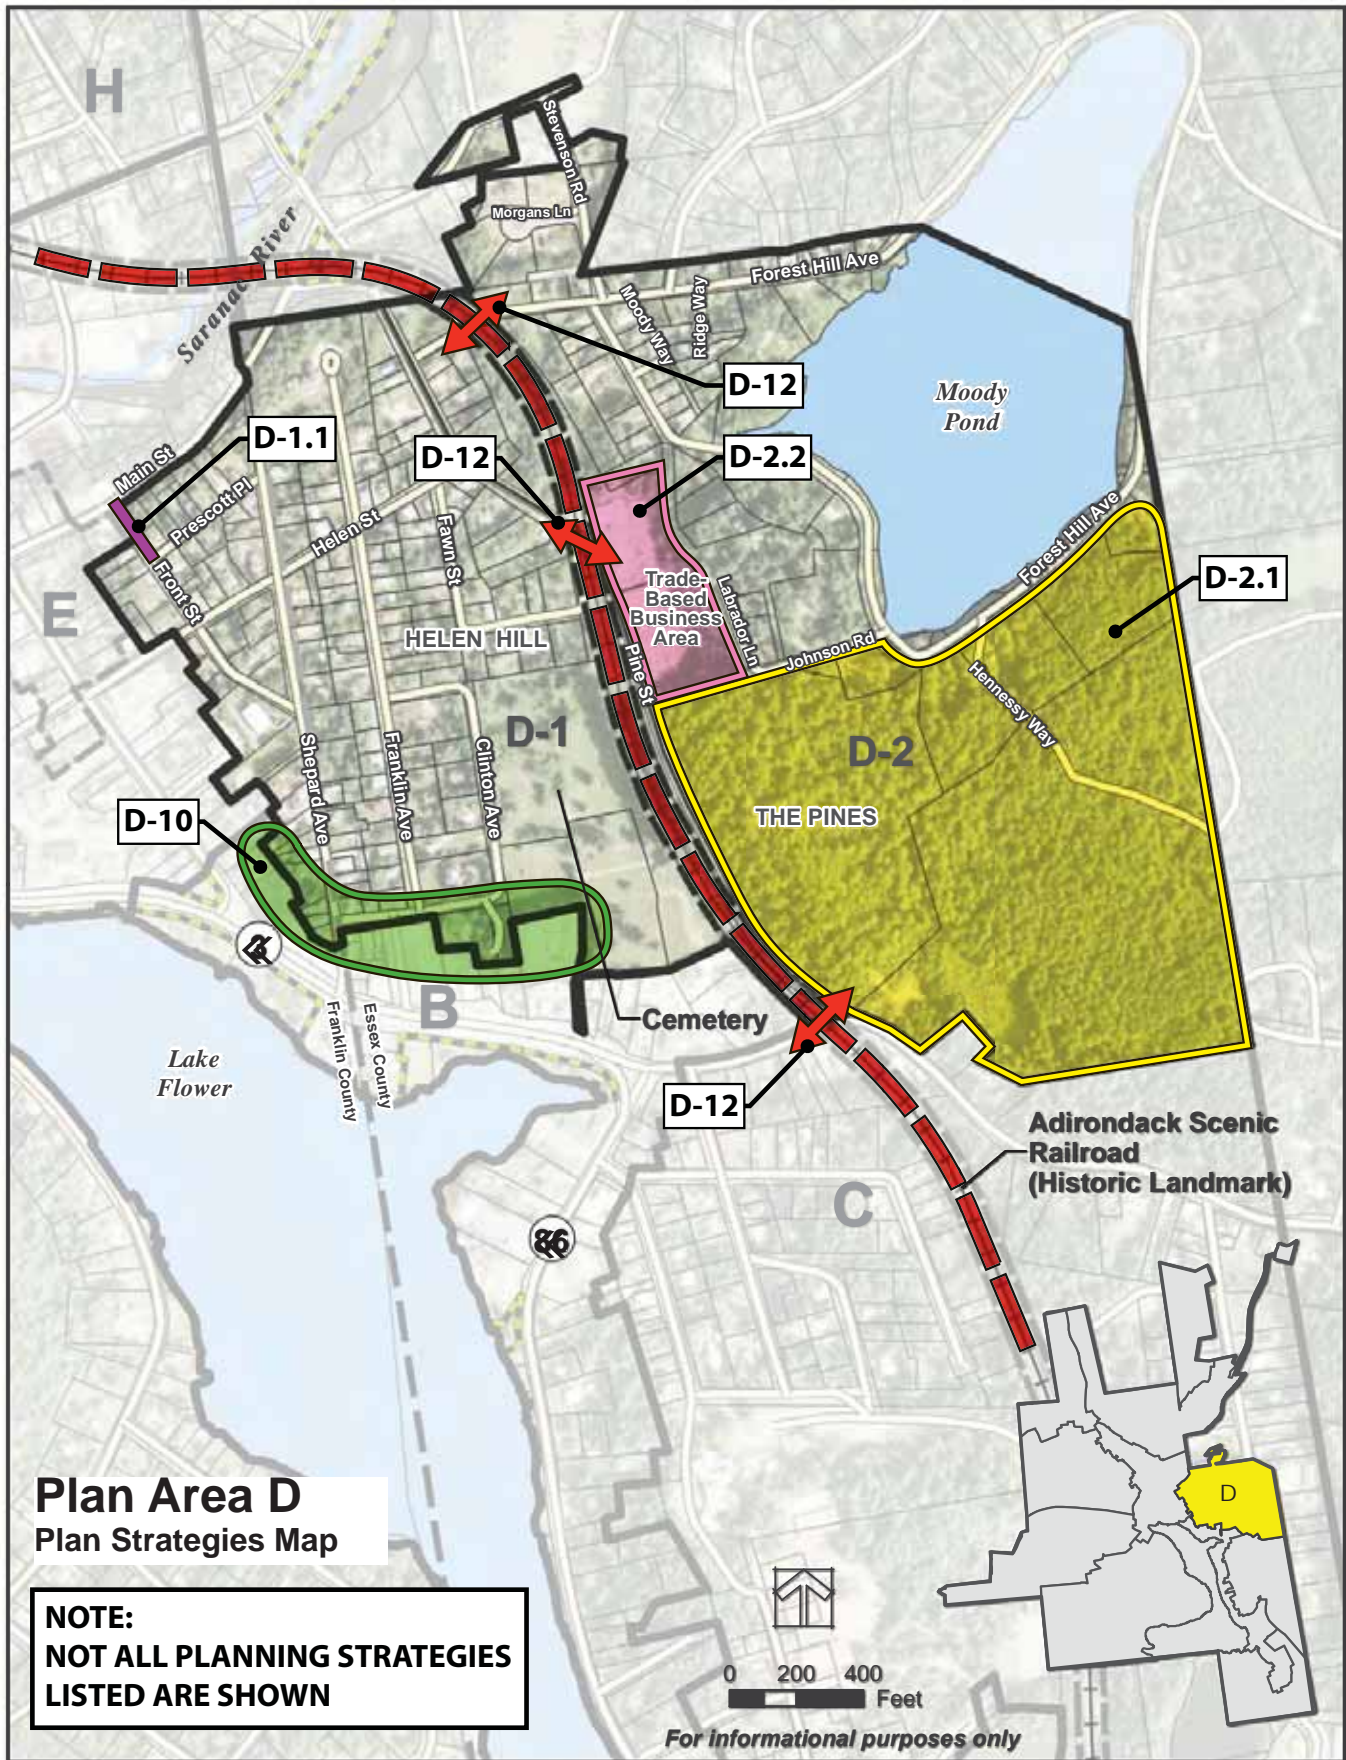 H
Stevenson Rd
Morgans Ln
Saranac River
Forest Hill Ave
Moody Way
Ridge Way
D-12
Moody
Pond
D-1.1
D-12
D-2.2
Main St
Prescott Pl
Helen St
Fawn St
Front St
Forest Hill Ave
D-2.1
E
Trade-
Based
Business
Area
Labrador Ln
HELEN HILL
Pine St
Johnson Rd
Hennessy Way
D-1
D-2
Shepard Ave
Franklin Ave
Clinton Ave
THE PINES
D-10
3
B
Cemetery
Franklin County
Essex County
Lake
Flower
D-12
Adirondack Scenic
Railroad
(Historic Landmark)
C
86
D
Plan Area D
Plan Strategies Map
NOTE:
NOT ALL PLANNING STRATEGIES
LISTED ARE SHOWN
0 200 400
Feet
For informational purposes only